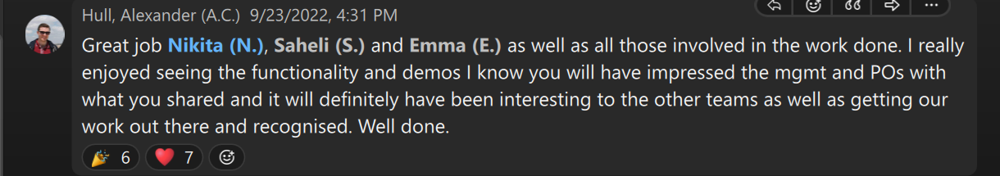 Hull, Alexander (A.C.) 9/23/2022, 4:31 PM
Great job Nikita (N.), Saheli (S.) and Emma (E.) as well as all those involved in the work done. I really
enjoyed seeing the functionality and demos I know you will have impressed the mgmt and POs with
what you shared and it will definitely have been interesting to the other teams as well as getting our
work out there and recognised. Well done.
🎉 6 ❤️ 7